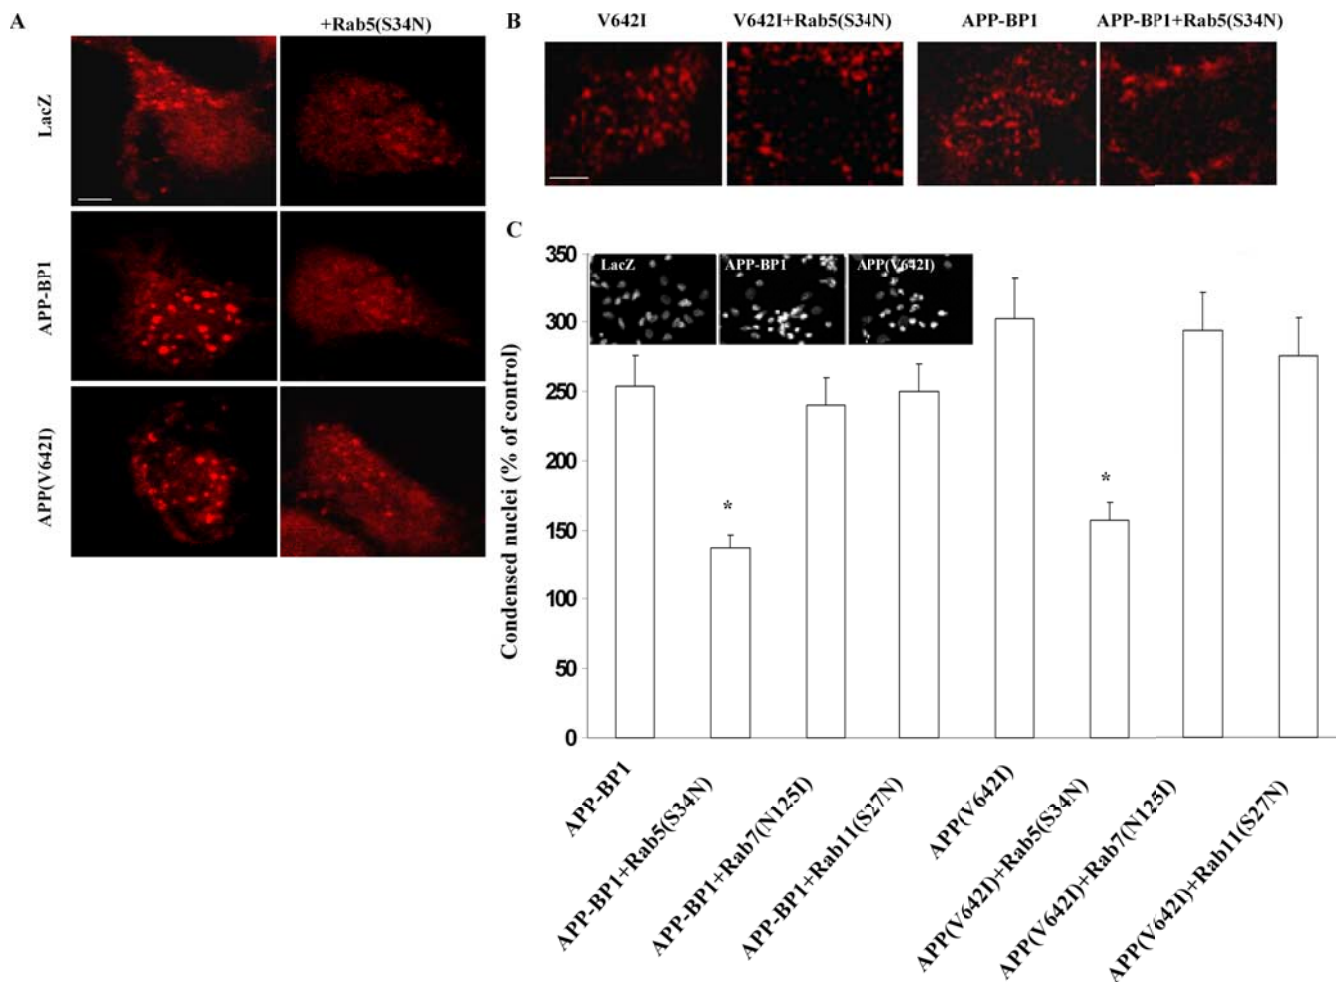 A
+Rab5(S34N)
LacZ
APP-BP1
APP(V642I)
B
V642I
V642I+Rab5(S34N)
APP-BP1
APP-BP1+Rab5(S34N)
C
Condensed nuclei (% of control)
350
300
250
200
150
100
50
0
LacZ
APP-BP1
APP(V642I)
*
*
APP-BP1
APP-BP1+Rab5(S34N)
APP-BP1+Rab7(N125I)
APP-BP1+Rab11(S27N)
APP(V642I)
APP(V642I)+Rab5(S34N)
APP(V642I)+Rab7(N125I)
APP(V642I)+Rab11(S27N)